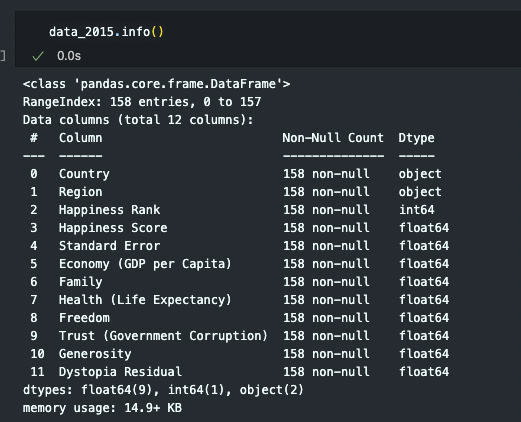 data_2015.info()
] ✓ 0.0s
<class 'pandas.core.frame.DataFrame'>
RangeIndex: 158 entries, 0 to 157
Data columns (total 12 columns):
 #   Column                         Non-Null Count  Dtype
---  ------                         --------------  -----
 0   Country                        158 non-null    object
 1   Region                         158 non-null    object
 2   Happiness Rank                 158 non-null    int64
 3   Happiness Score                158 non-null    float64
 4   Standard Error                 158 non-null    float64
 5   Economy (GDP per Capita)       158 non-null    float64
 6   Family                         158 non-null    float64
 7   Health (Life Expectancy)       158 non-null    float64
 8   Freedom                        158 non-null    float64
 9   Trust (Government Corruption)  158 non-null    float64
 10  Generosity                     158 non-null    float64
 11  Dystopia Residual              158 non-null    float64
dtypes: float64(9), int64(1), object(2)
memory usage: 14.9+ KB